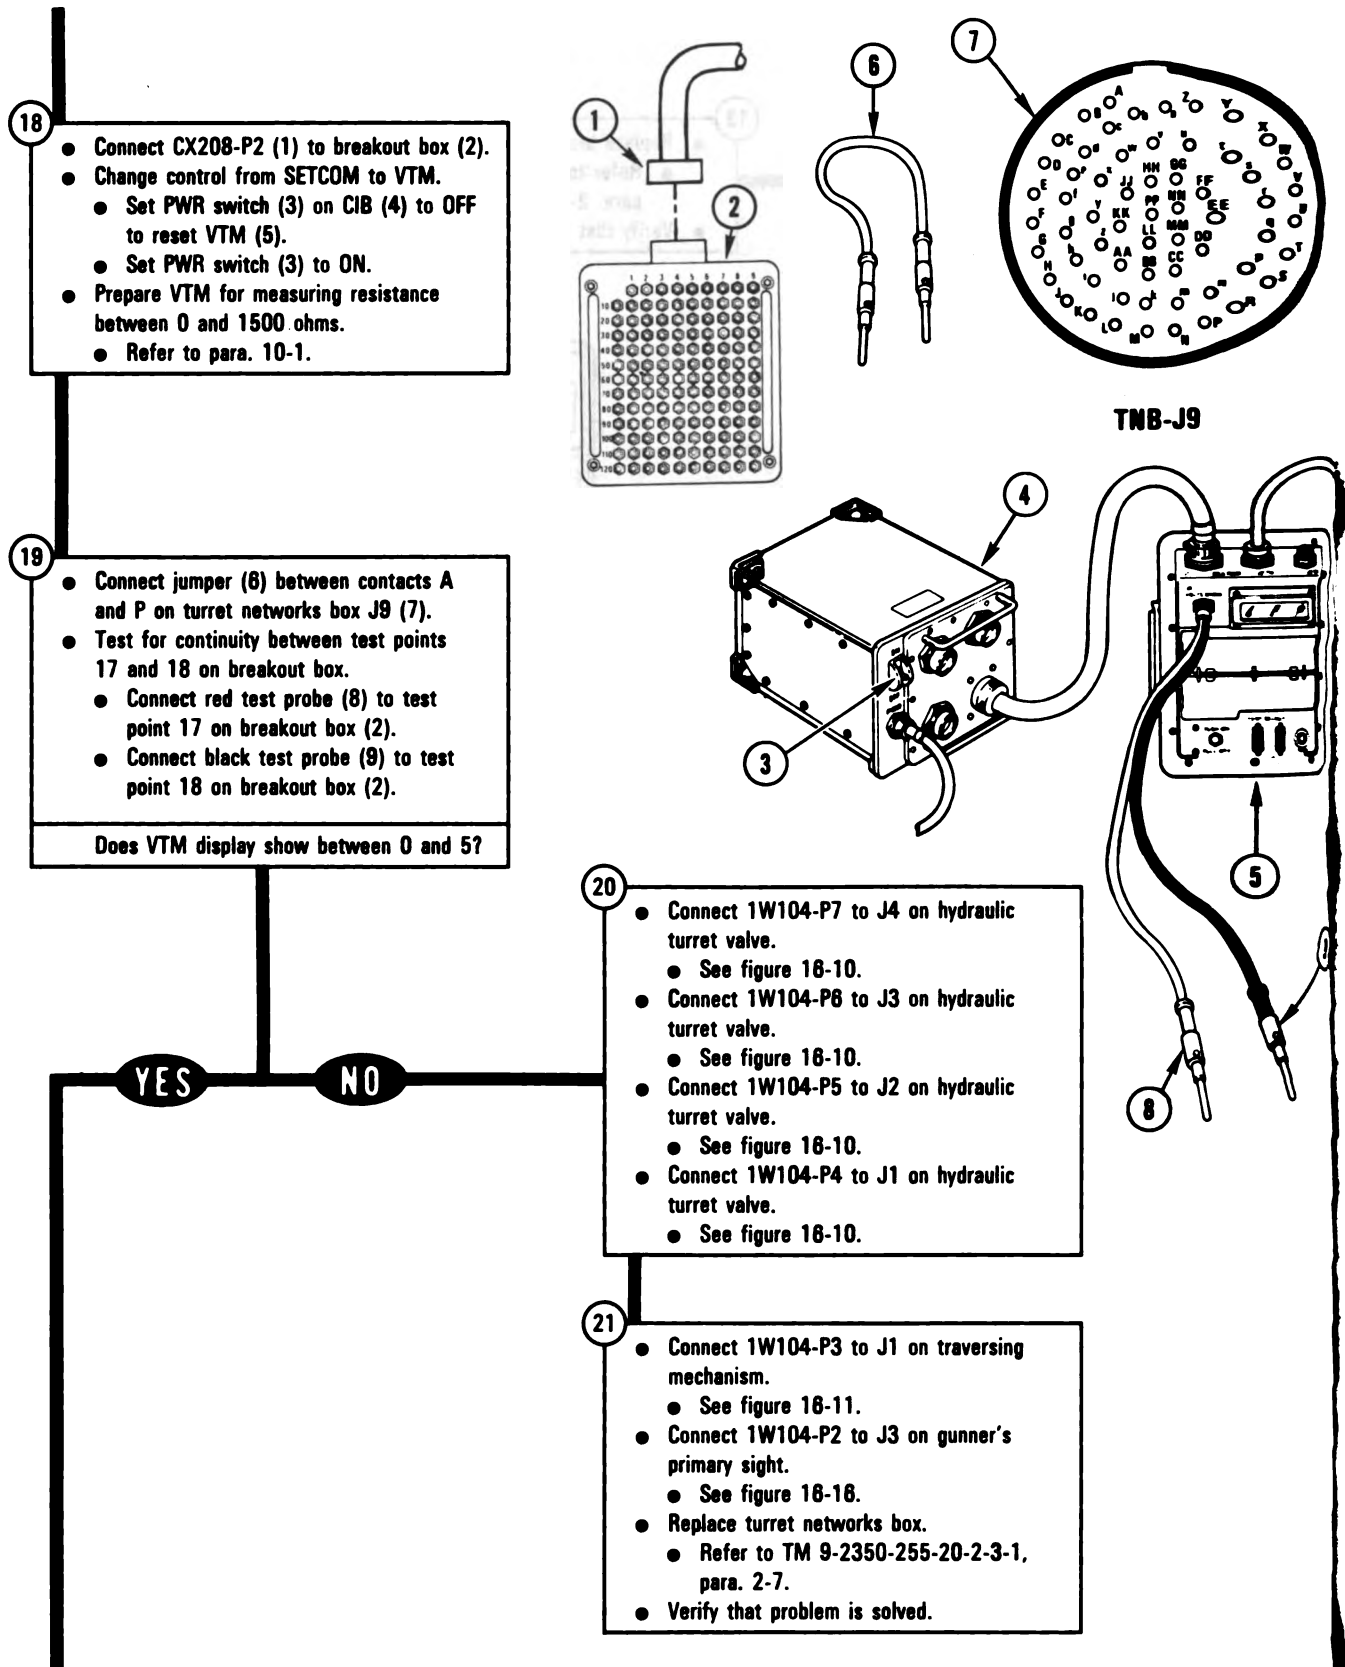 18
● Connect CX208-P2 (1) to breakout box (2).
● Change control from SETCOM to VTM.
● Set PWR switch (3) on CIB (4) to OFF
to reset VTM (5).
● Set PWR switch (3) to ON.
● Prepare VTM for measuring resistance
between 0 and 1500 ohms.
● Refer to para. 10-1.
1
2
6
7
TNB-J9
19
● Connect jumper (6) between contacts A
and P on turret networks box J9 (7).
● Test for continuity between test points
17 and 18 on breakout box.
● Connect red test probe (8) to test
point 17 on breakout box (2).
● Connect black test probe (9) to test
point 18 on breakout box (2).
Does VTM display show between 0 and 5?
4
3
5
8
YES
NO
20
● Connect 1W104-P7 to J4 on hydraulic
turret valve.
● See figure 16-10.
● Connect 1W104-P6 to J3 on hydraulic
turret valve.
● See figure 16-10.
● Connect 1W104-P5 to J2 on hydraulic
turret valve.
● See figure 16-10.
● Connect 1W104-P4 to J1 on hydraulic
turret valve.
● See figure 16-10.
21
● Connect 1W104-P3 to J1 on traversing
mechanism.
● See figure 16-11.
● Connect 1W104-P2 to J3 on gunner's
primary sight.
● See figure 16-16.
● Replace turret networks box.
● Refer to TM 9-2350-255-20-2-3-1,
para. 2-7.
● Verify that problem is solved.